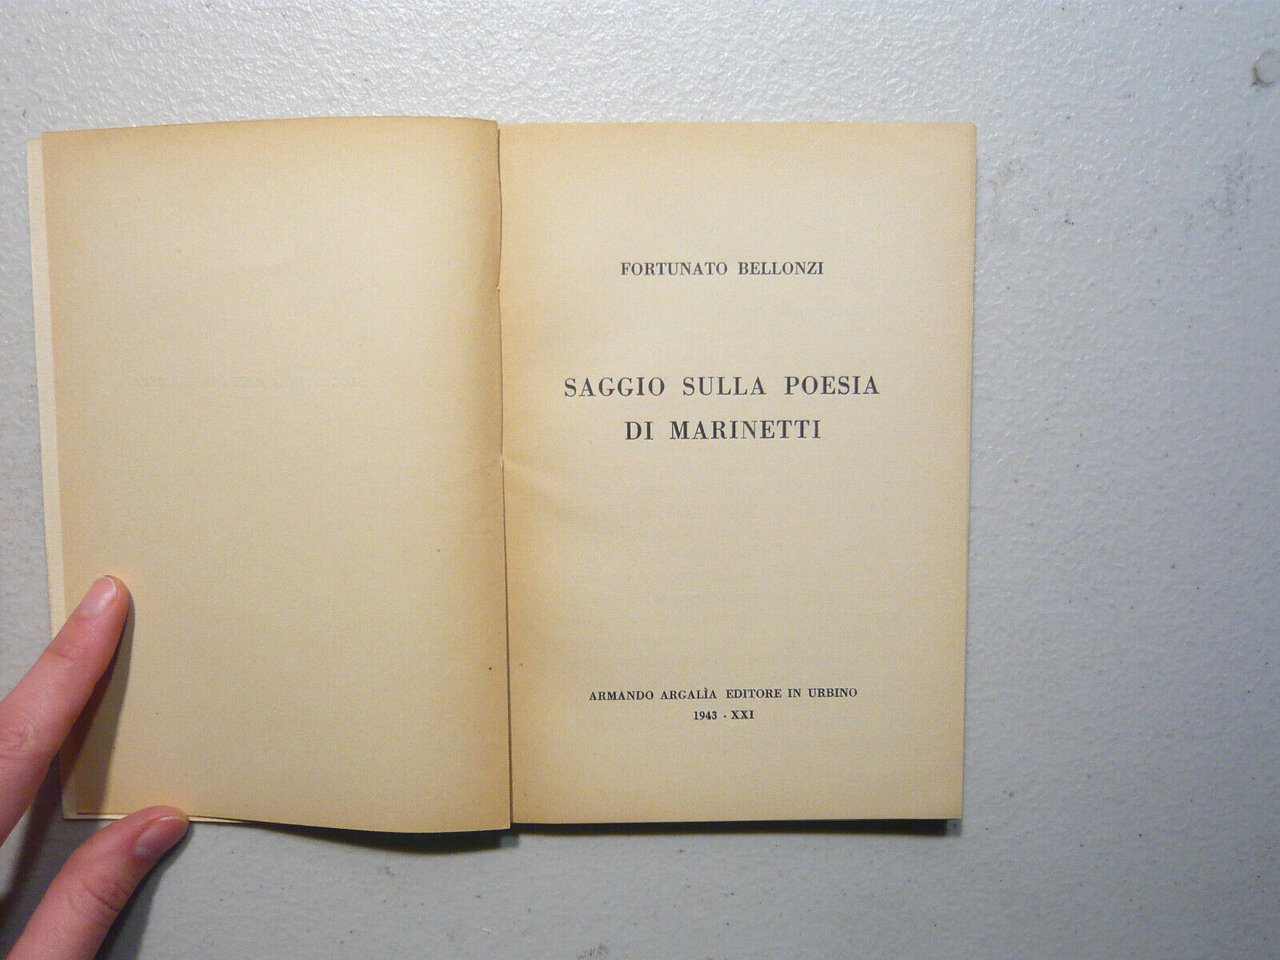 FORTUNATO BELLONZI
SAGGIO SULLA POESIA
DI MARINETTI
ARMANDO ARGALÌA EDITORE IN URBINO
1943 - XXI